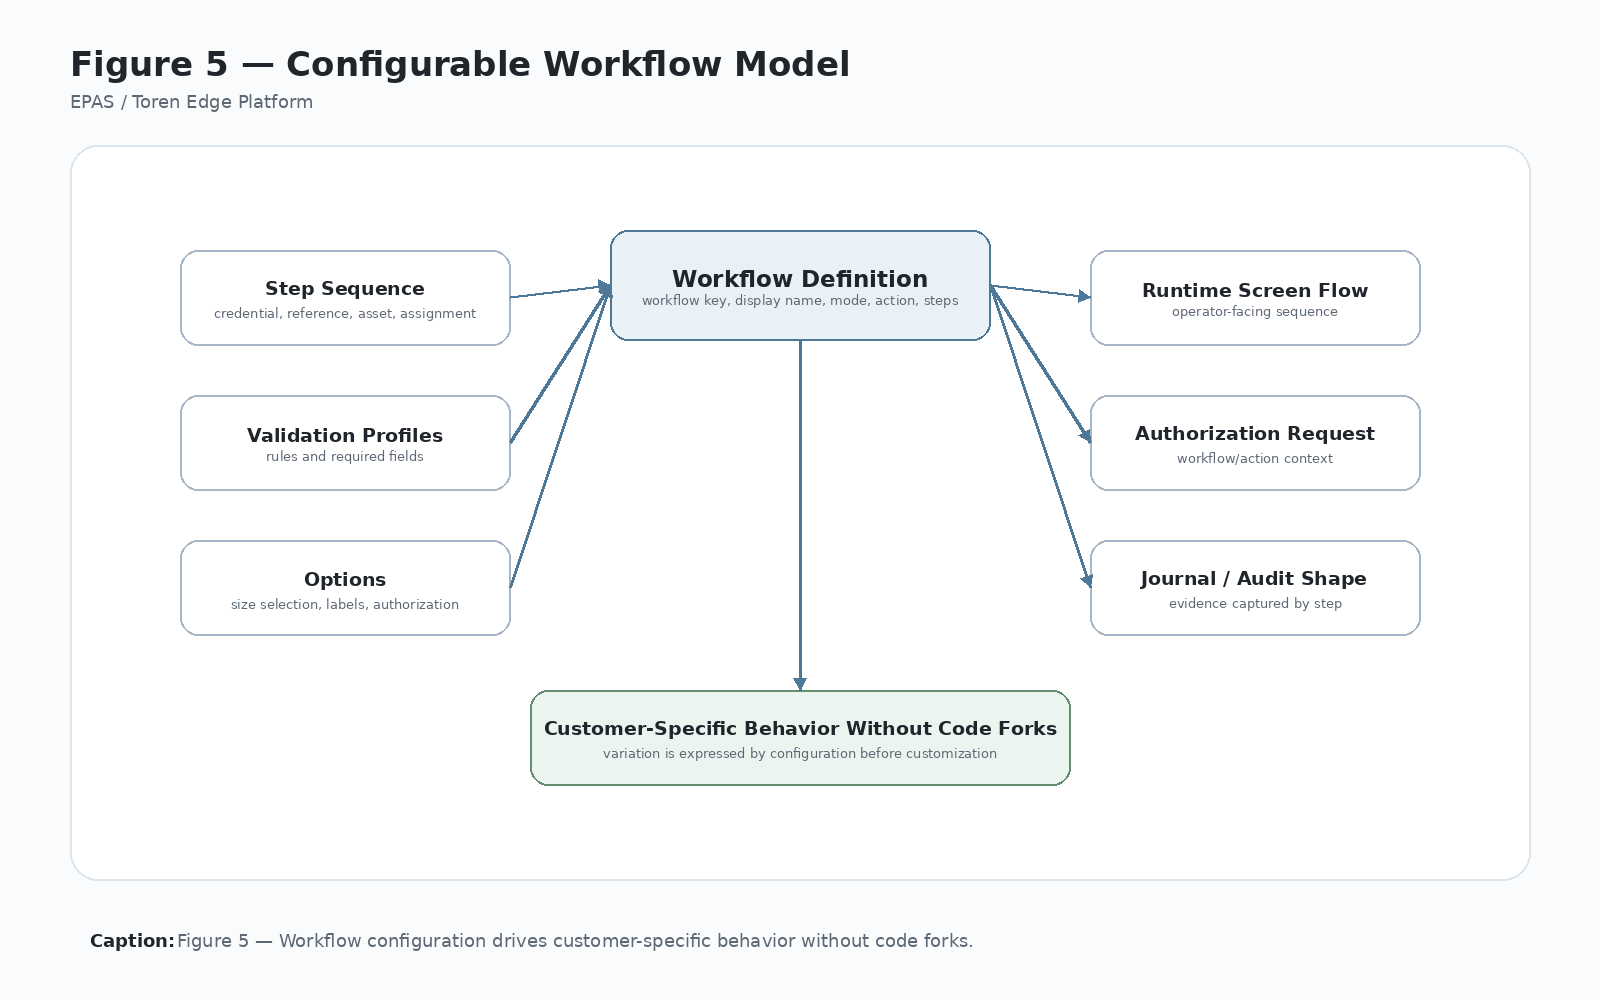 Figure 5 — Configurable Workflow Model
EPAS / Toren Edge Platform
Step Sequence
credential, reference, asset, assignment
Validation Profiles
rules and required fields
Options
size selection, labels, authorization
Workflow Definition
workflow key, display name, mode, action, steps
Runtime Screen Flow
operator-facing sequence
Authorization Request
workflow/action context
Journal / Audit Shape
evidence captured by step
Customer-Specific Behavior Without Code Forks
variation is expressed by configuration before customization
Caption: Figure 5 — Workflow configuration drives customer-specific behavior without code forks.